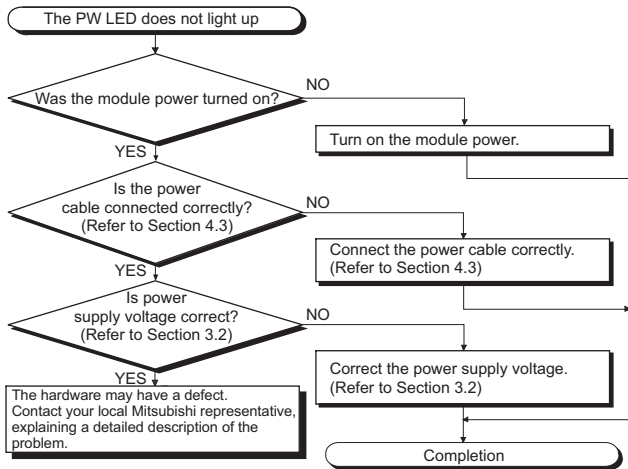 The PW LED does not light up
Was the module power turned on?
NO
Turn on the module power.
YES
Is the power
cable connected correctly?
(Refer to Section 4.3)
NO
Connect the power cable correctly.
(Refer to Section 4.3)
YES
Is power
supply voltage correct?
(Refer to Section 3.2)
NO
Correct the power supply voltage.
(Refer to Section 3.2)
YES
The hardware may have a defect.
Contact your local Mitsubishi representative,
explaining a detailed description of the
problem.
Completion